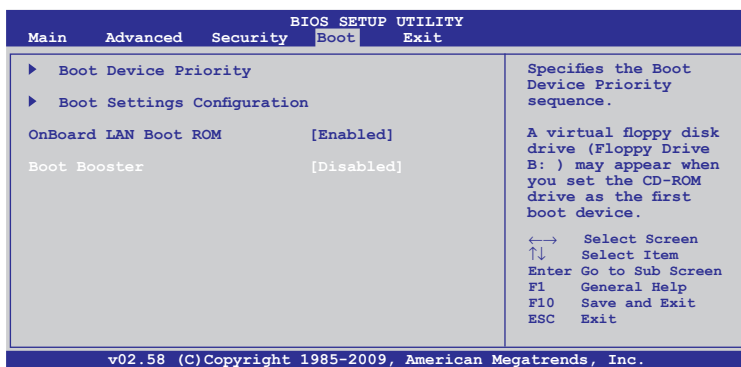 BIOS SETUP UTILITY
Main Advanced Security Boot Exit
Boot Device Priority
Boot Settings Configuration
OnBoard LAN Boot ROM [Enabled]
Boot Booster [Disabled]
Specifies the Boot
Device Priority
sequence.
A virtual floppy disk
drive (Floppy Drive
B: ) may appear when
you set the CD-ROM
drive as the first
boot device.
←→ Select Screen
↑↓ Select Item
Enter Go to Sub Screen
F1 General Help
F10 Save and Exit
ESC Exit
v02.58 (C)Copyright 1985-2009, American Megatrends, Inc.